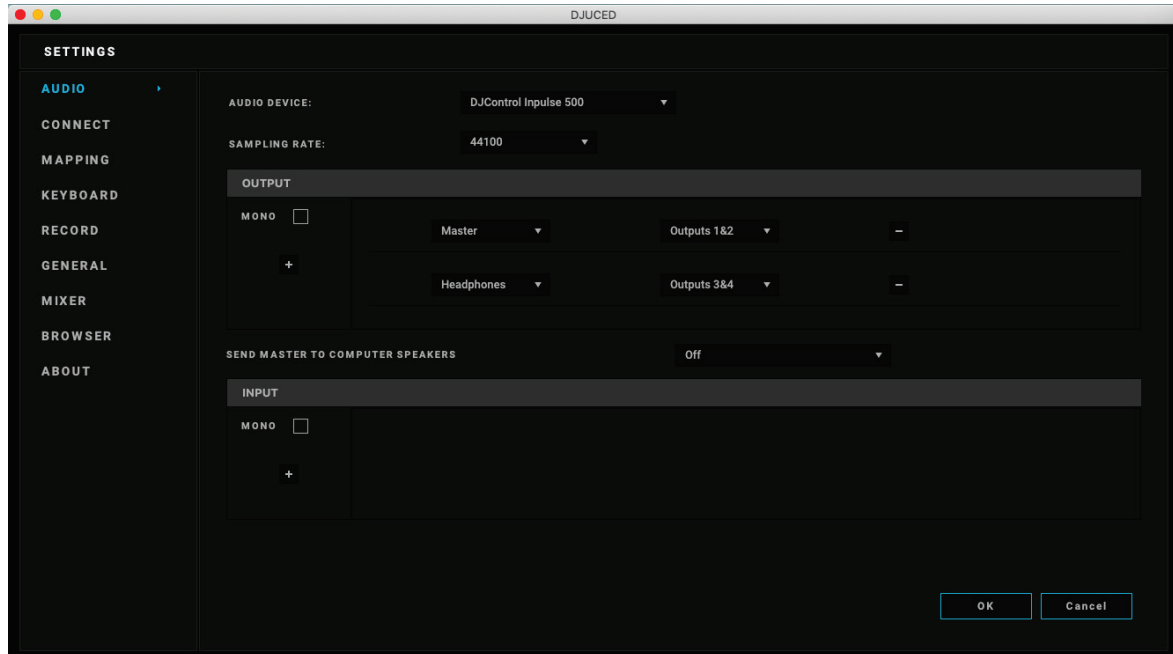 DJUCED
SETTINGS
AUDIO
CONNECT
MAPPING
KEYBOARD
RECORD
GENERAL
MIXER
BROWSER
ABOUT
AUDIO DEVICE: DJControl Inpulse 500
SAMPLING RATE: 44100
OUTPUT
MONO
+
Master Outputs 1&2 −
Headphones Outputs 3&4 −
SEND MASTER TO COMPUTER SPEAKERS Off
INPUT
MONO
+
OK Cancel